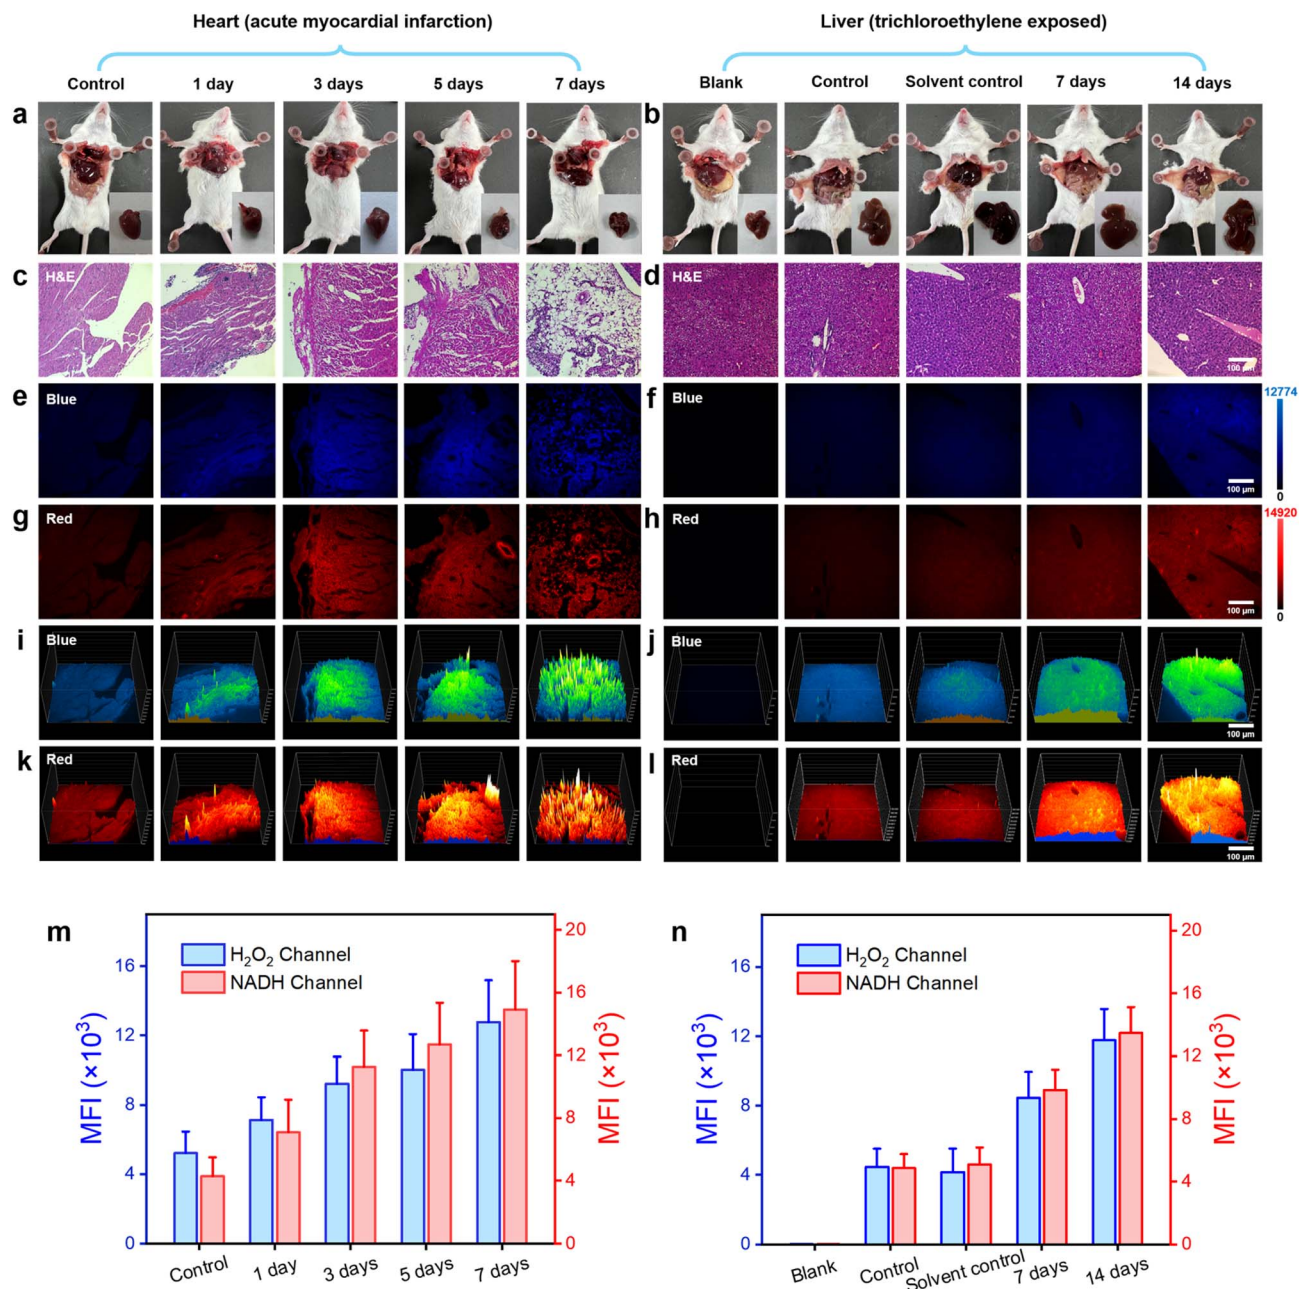 Heart (acute myocardial infarction)
Liver (trichloroethylene exposed)
Control 1 day 3 days 5 days 7 days
Blank Control Solvent control 7 days 14 days
a b
c H&E d H&E
100 µm
e Blue f Blue
12774
0
100 µm
g Red h Red
14920
0
100 µm
i Blue j Blue
100 µm
k Red l Red
100 µm
m
H₂O₂ Channel
NADH Channel
MFI (×10³)
16
12
8
4
0
MFI (×10³)
20
16
12
8
4
0
Control 1 day 3 days 5 days 7 days
n
H₂O₂ Channel
NADH Channel
MFI (×10³)
16
12
8
4
0
MFI (×10³)
20
16
12
8
4
0
Blank Control Solvent control 7 days 14 days